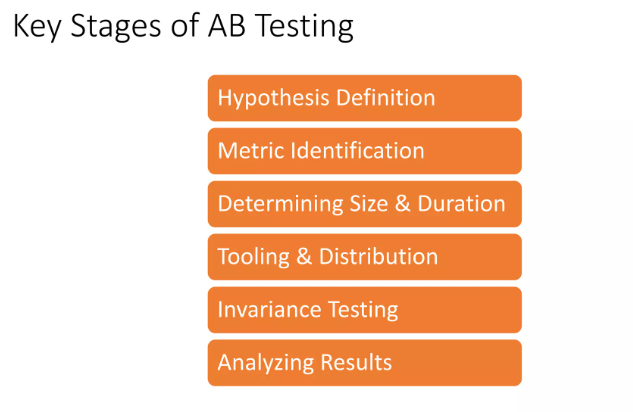 Key Stages of AB Testing
Hypothesis Definition
Metric Identification
Determining Size & Duration
Tooling & Distribution
Invariance Testing
Analyzing Results